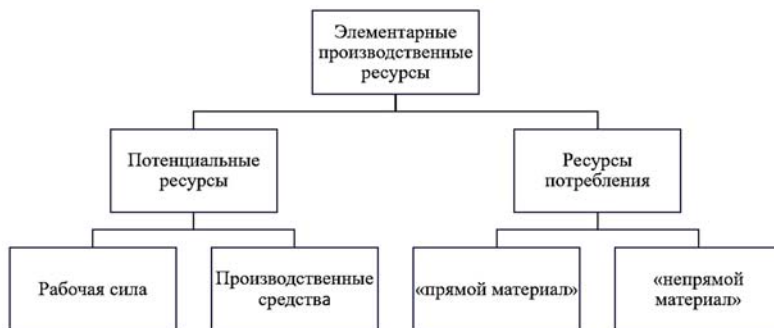 Элементарные
производственные
ресурсы
Потенциальные
ресурсы
Ресурсы
потребления
Рабочая сила
Производственные
средства
«прямой материал»
«непрямой
материал»